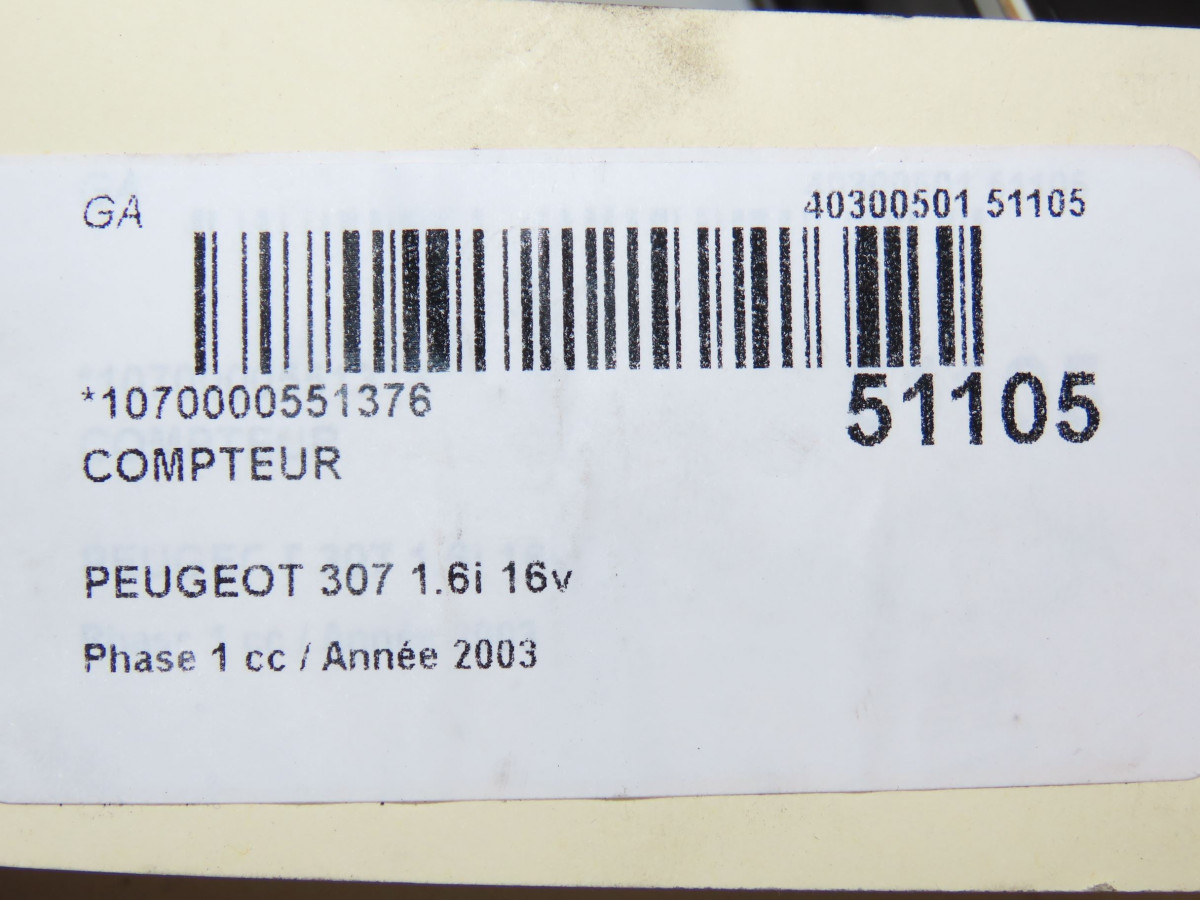 GA
40300501 51105
*1070000551376
51105
COMPTEUR
PEUGEOT 307 1.6i 16v
Phase 1 cc / Année 2003